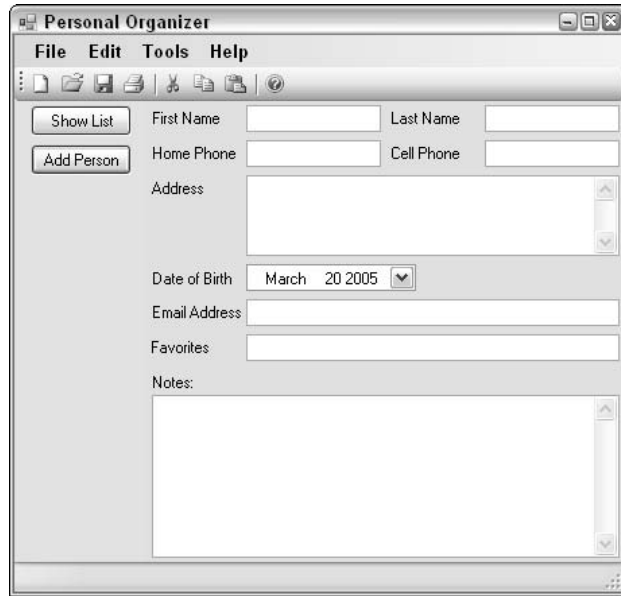 Personal Organizer
File Edit Tools Help
Show List
Add Person
First Name
Last Name
Home Phone
Cell Phone
Address
Date of Birth
March 20 2005
Email Address
Favorites
Notes: